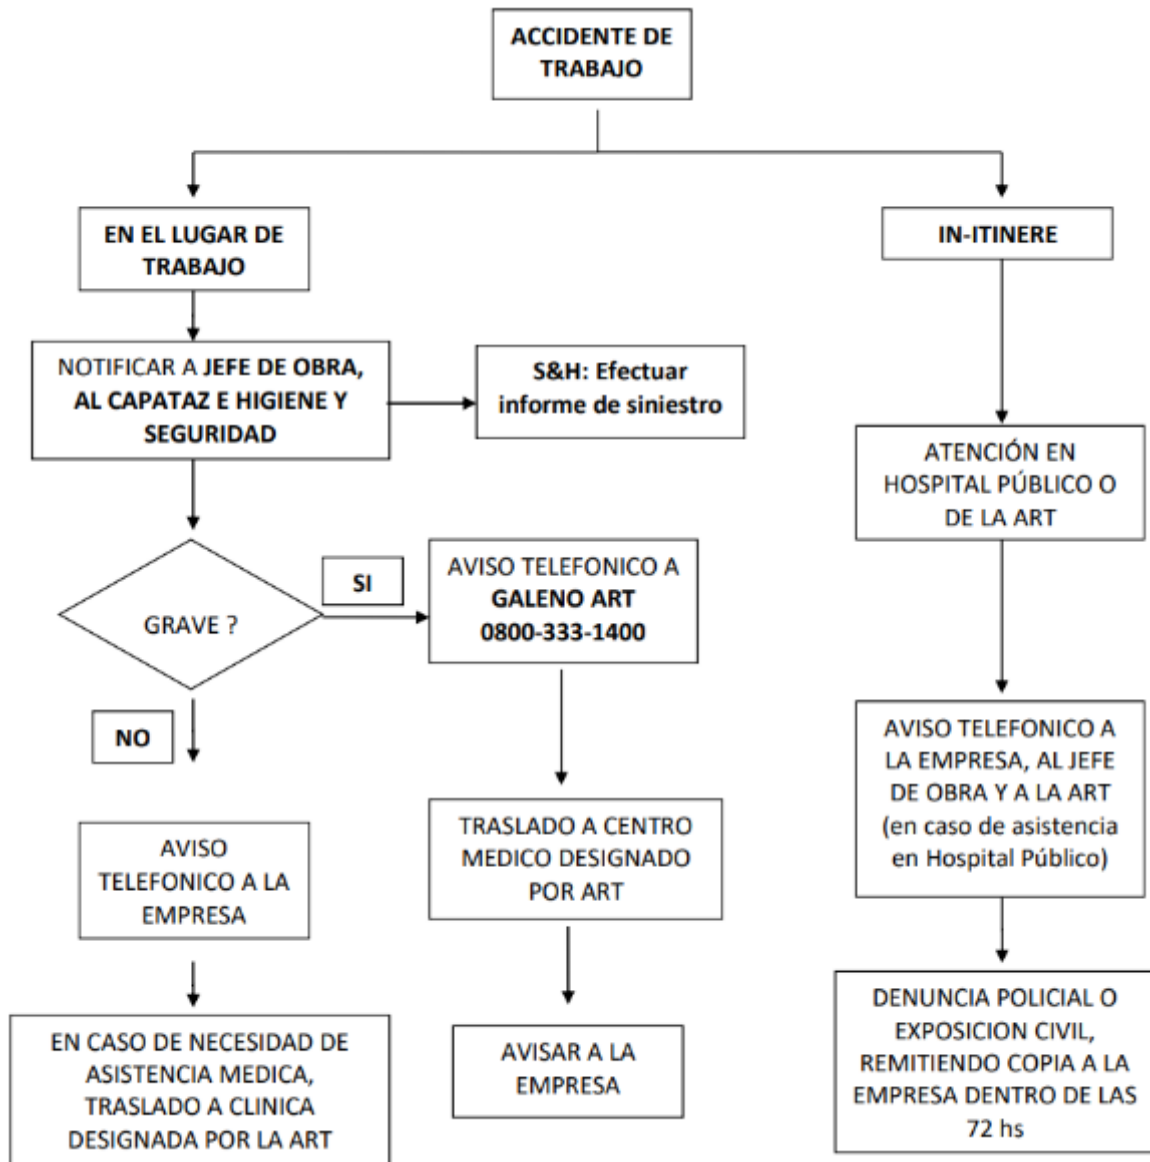 ACCIDENTE DE
TRABAJO
EN EL LUGAR DE
TRABAJO
IN-ITINERE
NOTIFICAR A JEFE DE OBRA,
AL CAPATAZ E HIGIENE Y
SEGURIDAD
S&H: Efectuar
informe de siniestro
ATENCIÓN EN
HOSPITAL PÚBLICO O
DE LA ART
GRAVE ?
SI
AVISO TELEFONICO A
GALENO ART
0800-333-1400
NO
AVISO TELEFONICO A
LA EMPRESA, AL JEFE
DE OBRA Y A LA ART
(en caso de asistencia
en Hospital Público)
AVISO
TELEFONICO A LA
EMPRESA
TRASLADO A CENTRO
MEDICO DESIGNADO
POR ART
EN CASO DE NECESIDAD DE
ASISTENCIA MEDICA,
TRASLADO A CLINICA
DESIGNADA POR LA ART
AVISAR A LA
EMPRESA
DENUNCIA POLICIAL O
EXPOSICION CIVIL,
REMITIENDO COPIA A LA
EMPRESA DENTRO DE LAS
72 hs